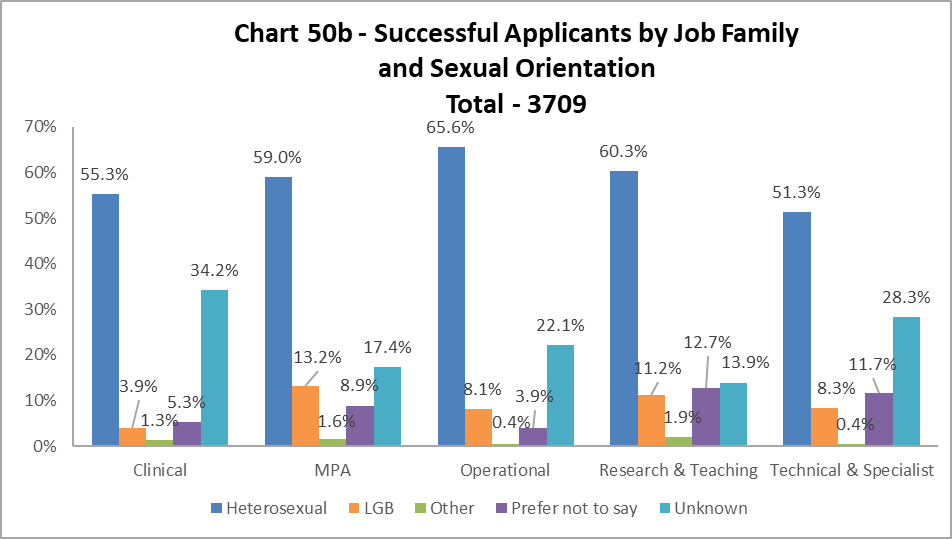 Chart 50b - Successful Applicants by Job Family
and Sexual Orientation
Total - 3709
70%
60%
50%
40%
30%
20%
10%
0%
55.3%
3.9%
1.3%
5.3%
34.2%
59.0%
13.2%
1.6%
8.9%
17.4%
65.6%
8.1%
0.4%
3.9%
22.1%
60.3%
11.2%
1.9%
12.7%
13.9%
51.3%
8.3%
0.4%
11.7%
28.3%
Clinical
MPA
Operational
Research & Teaching
Technical & Specialist
Heterosexual
LGB
Other
Prefer not to say
Unknown